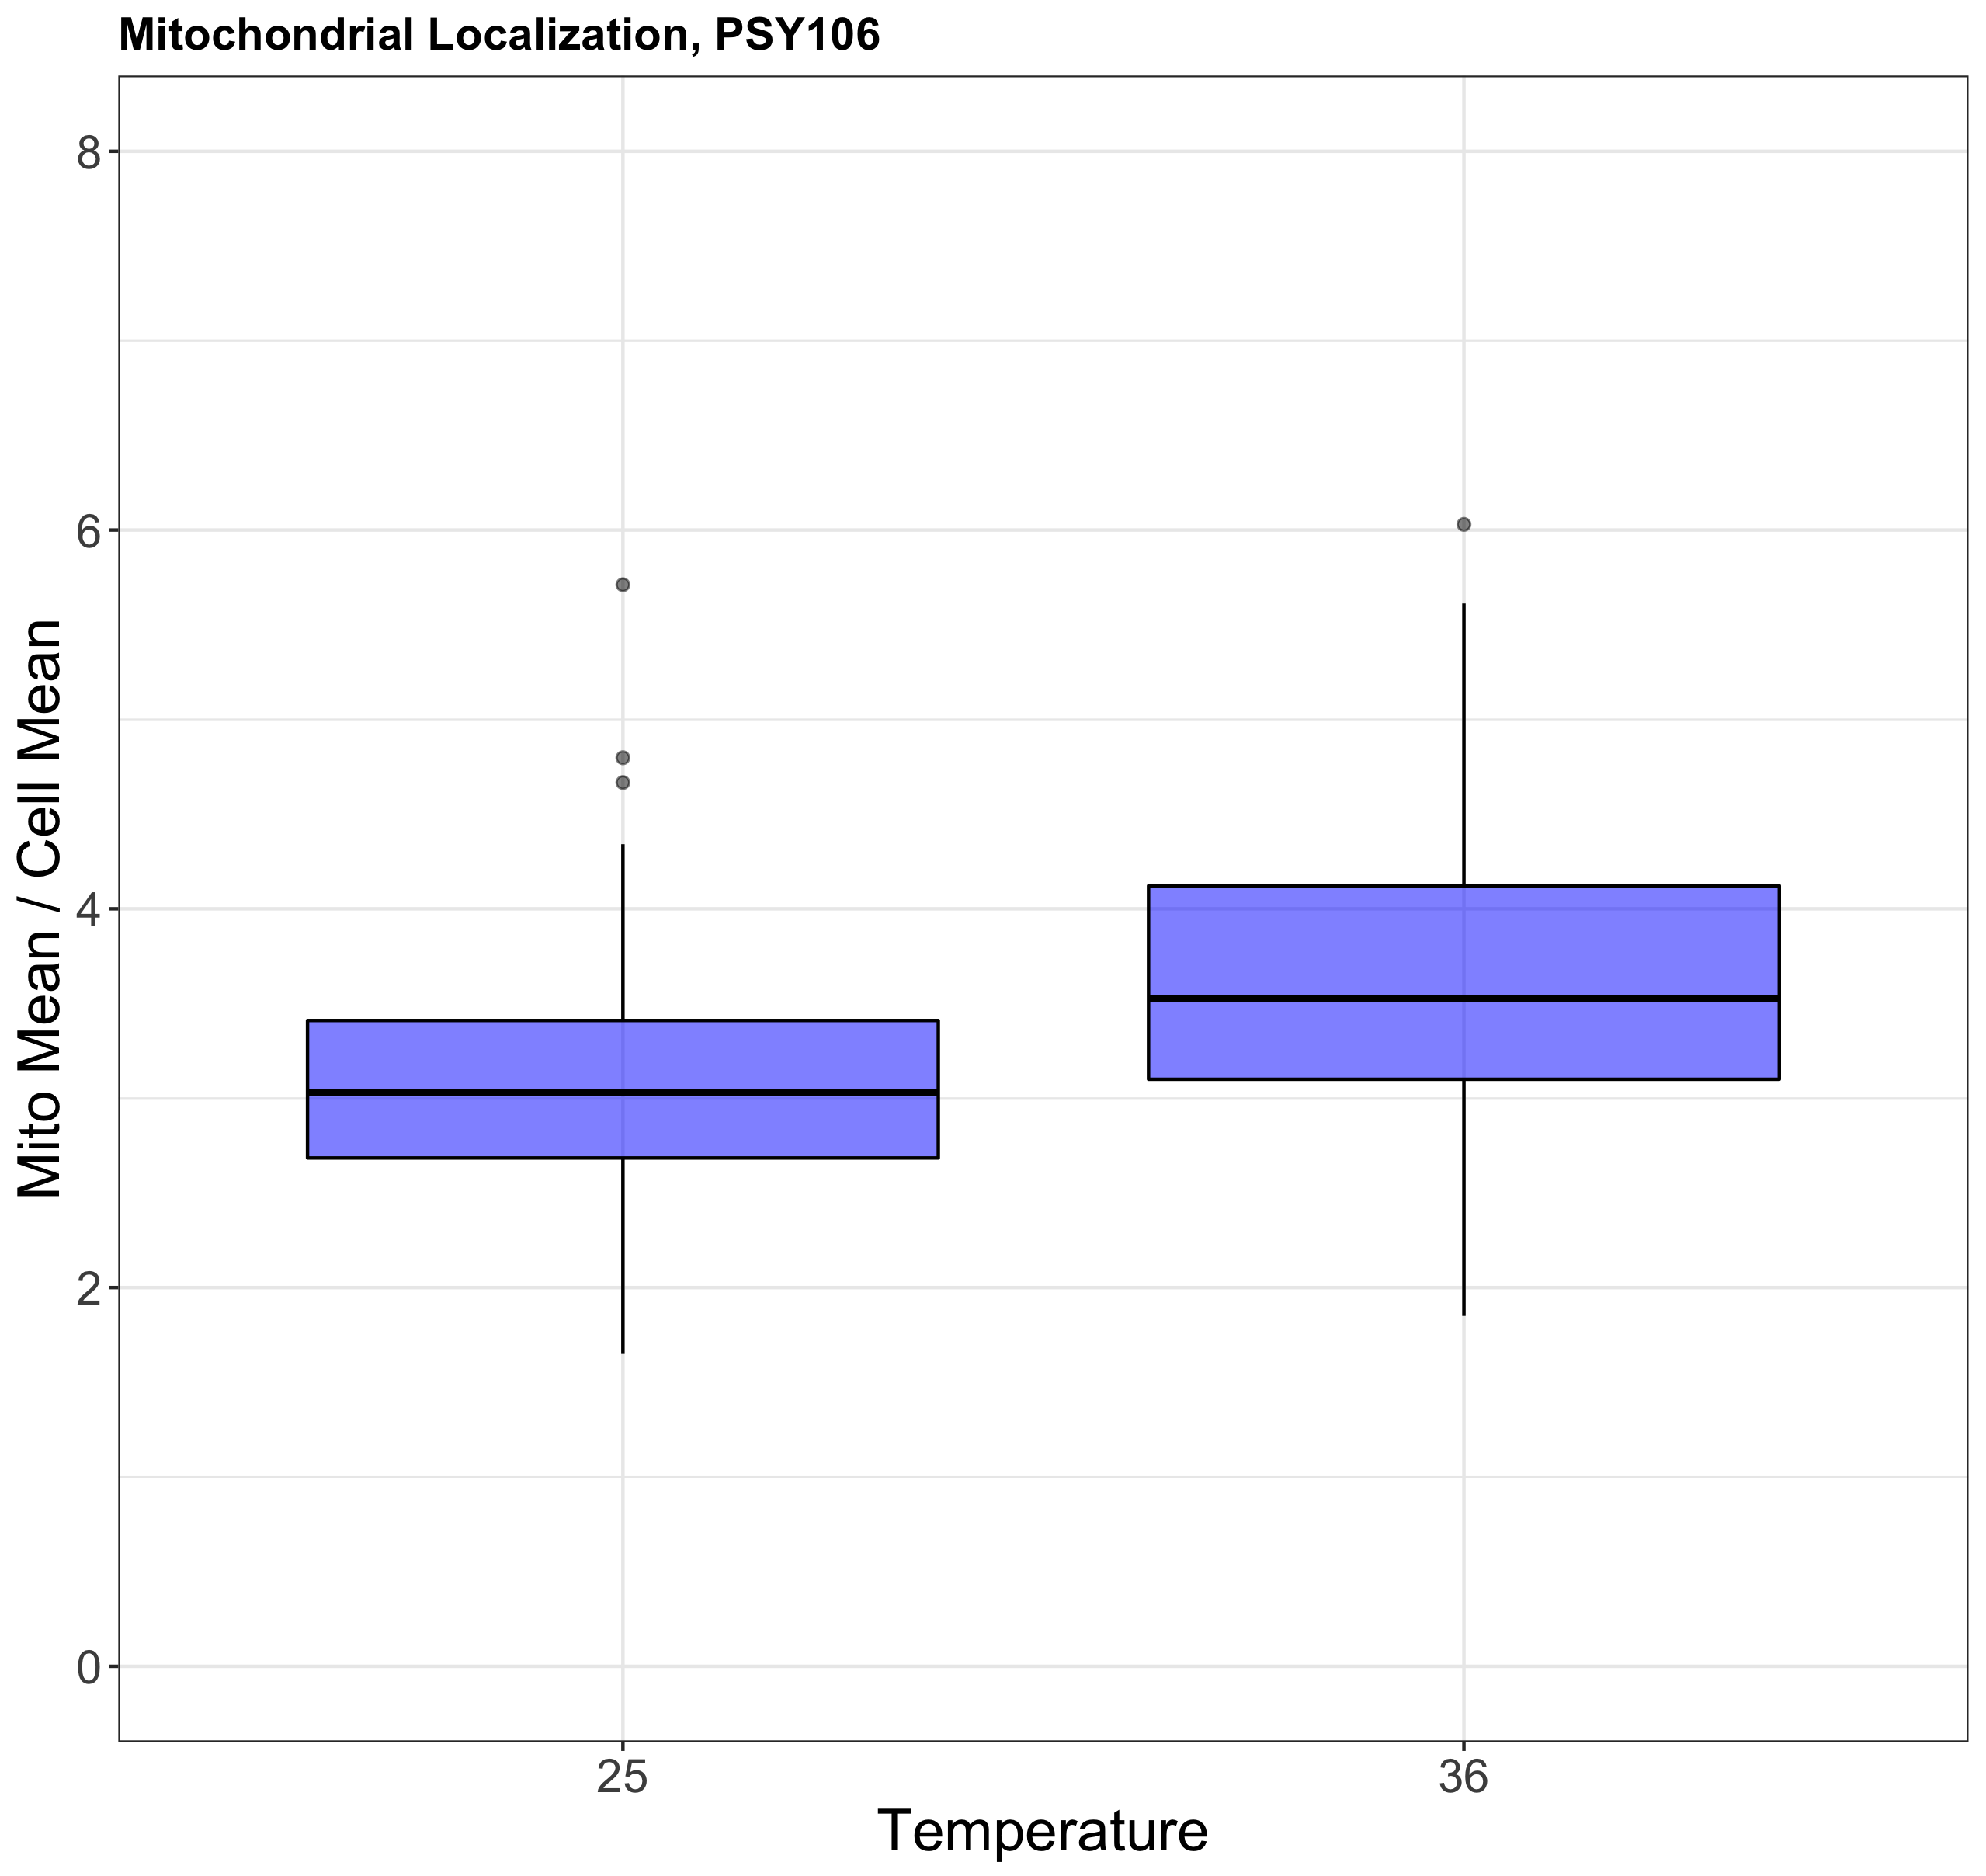 Mitochondrial Localization, PSY106
Mito Mean / Cell Mean
8
6
4
2
0
25
36
Temperature